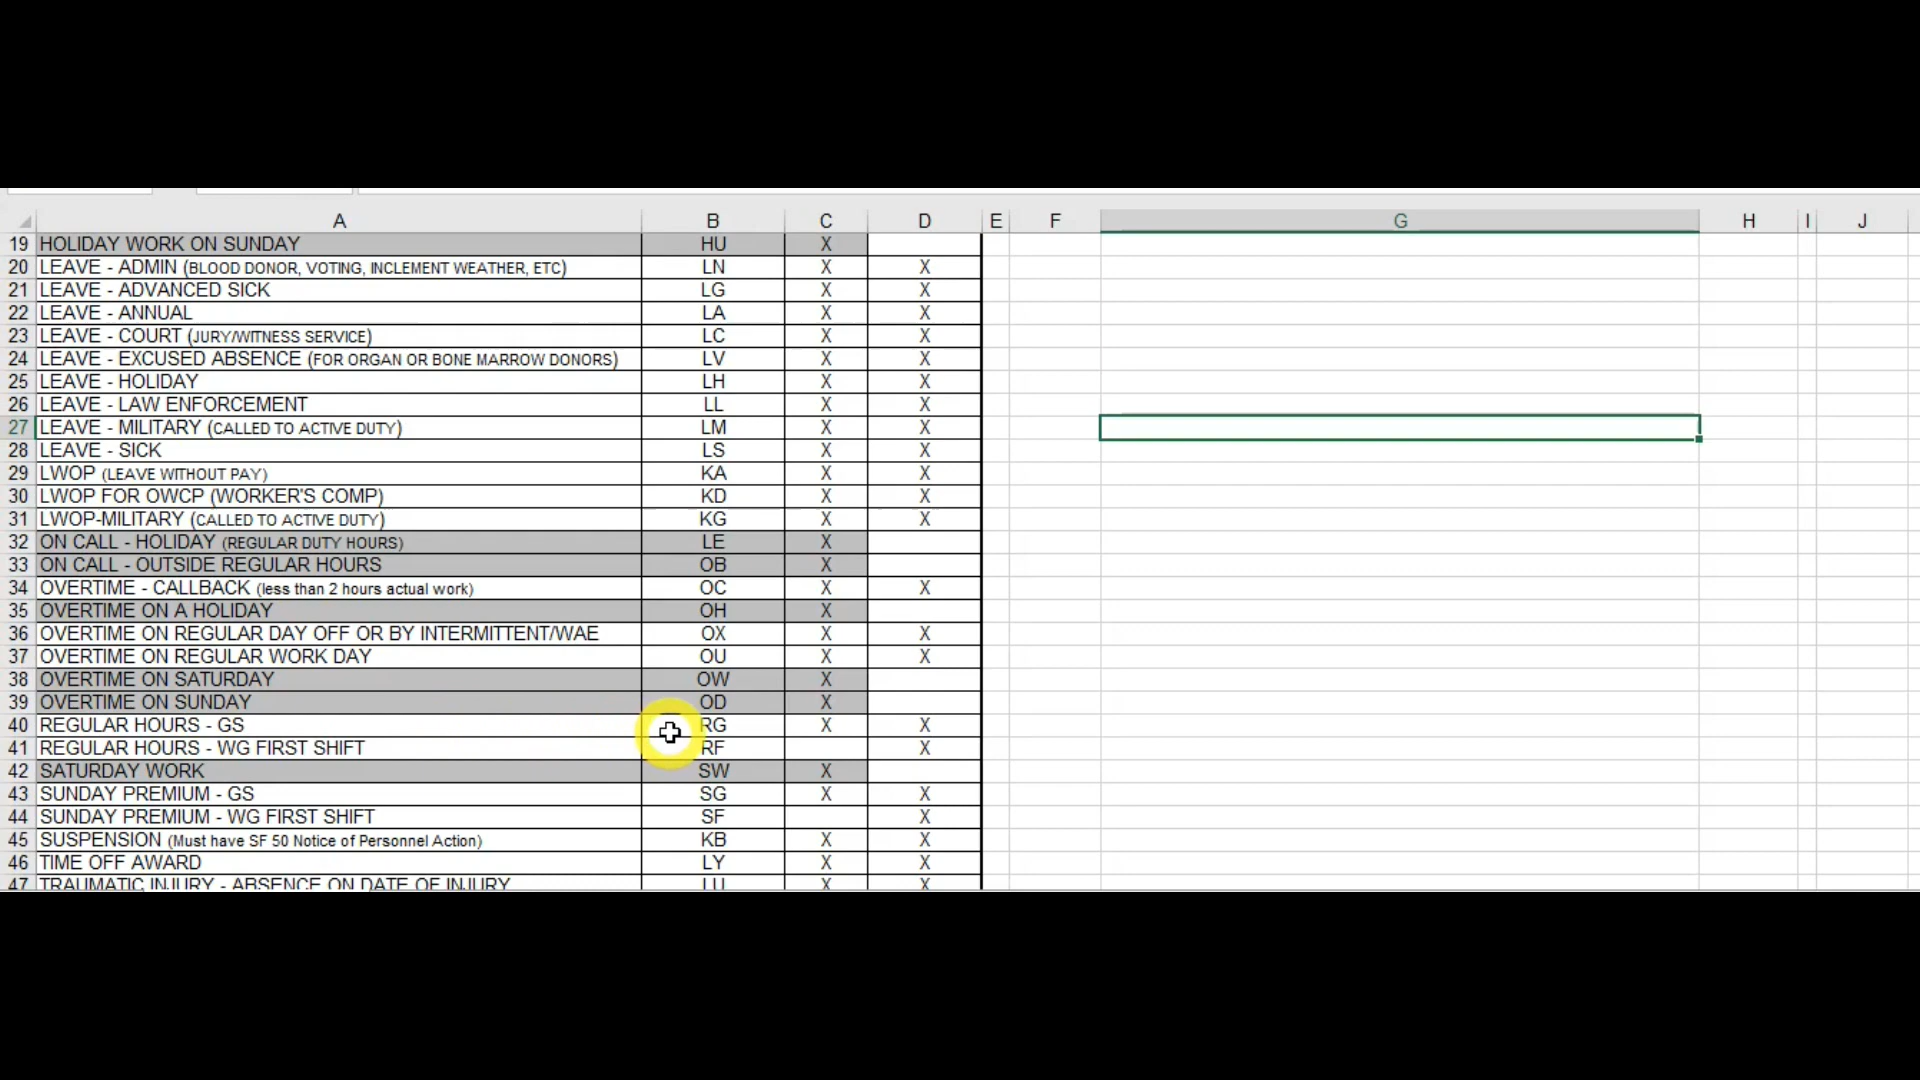 A B C D E F G H I J
19 HOLIDAY WORK ON SUNDAY HU X
20 LEAVE - ADMIN (BLOOD DONOR, VOTING, INCLEMENT WEATHER, ETC) LN X X
21 LEAVE - ADVANCED SICK LG X X
22 LEAVE - ANNUAL LA X X
23 LEAVE - COURT (JURY/WITNESS SERVICE) LC X X
24 LEAVE - EXCUSED ABSENCE (FOR ORGAN OR BONE MARROW DONORS) LV X X
25 LEAVE - HOLIDAY LH X X
26 LEAVE - LAW ENFORCEMENT LL X X
27 LEAVE - MILITARY (CALLED TO ACTIVE DUTY) LM X X
28 LEAVE - SICK LS X X
29 LWOP (LEAVE WITHOUT PAY) KA X X
30 LWOP FOR OWCP (WORKER'S COMP) KD X X
31 LWOP-MILITARY (CALLED TO ACTIVE DUTY) KG X X
32 ON CALL - HOLIDAY (REGULAR DUTY HOURS) LE X
33 ON CALL - OUTSIDE REGULAR HOURS OB X
34 OVERTIME - CALLBACK (less than 2 hours actual work) OC X X
35 OVERTIME ON A HOLIDAY OH X
36 OVERTIME ON REGULAR DAY OFF OR BY INTERMITTENT/WAE OX X X
37 OVERTIME ON REGULAR WORK DAY OU X X
38 OVERTIME ON SATURDAY OW X
39 OVERTIME ON SUNDAY OD X
40 REGULAR HOURS - GS RG X X
41 REGULAR HOURS - WG FIRST SHIFT RF X
42 SATURDAY WORK SW X
43 SUNDAY PREMIUM - GS SG X X
44 SUNDAY PREMIUM - WG FIRST SHIFT SF X
45 SUSPENSION (Must have SF 50 Notice of Personnel Action) KB X X
46 TIME OFF AWARD LY X X
47 TRAUMATIC INJURY - ABSENCE ON DATE OF INJURY LU X X